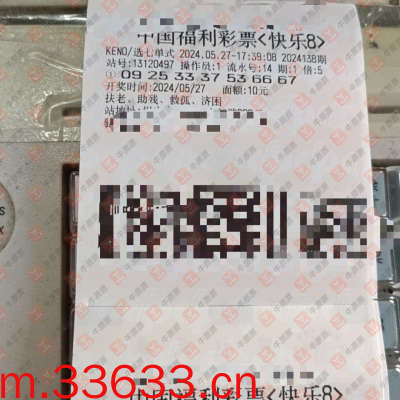 中国福利彩票<快乐8>
KENO/选七单式 2024.05.27-17:39:08 2024138期
站号:13120497 操作员:1 流水号:14 期:1 倍:5
①09 25 33 37 53 66 67
开奖时间:2024/05/27 面额:10元
扶老、助残、救孤、济困
中国福利彩票<快乐8>
m.33633.cn